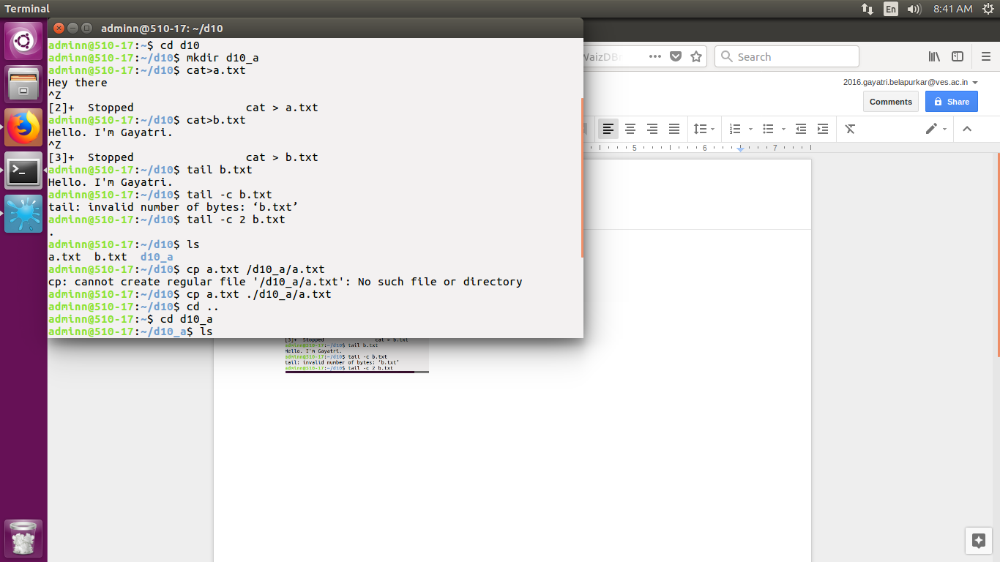 Terminal
En
8:41 AM
adminn@510-17: ~/d10
adminn@510-17:~$ cd d10
adminn@510-17:~/d10$ mkdir d10_a
adminn@510-17:~/d10$ cat>a.txt
Hey there
^Z
[2]+  Stopped                 cat > a.txt
adminn@510-17:~/d10$ cat>b.txt
Hello. I'm Gayatri.
^Z
[3]+  Stopped                 cat > b.txt
adminn@510-17:~/d10$ tail b.txt
Hello. I'm Gayatri.
adminn@510-17:~/d10$ tail -c b.txt
tail: invalid number of bytes: ‘b.txt’
adminn@510-17:~/d10$ tail -c 2 b.txt
.
adminn@510-17:~/d10$ ls
a.txt  b.txt  d10_a
adminn@510-17:~/d10$ cp a.txt /d10_a/a.txt
cp: cannot create regular file '/d10_a/a.txt': No such file or directory
adminn@510-17:~/d10$ cp a.txt ./d10_a/a.txt
adminn@510-17:~/d10$ cd ..
adminn@510-17:~$ cd d10_a
adminn@510-17:~/d10_a$ ls
Search
2016.gayatri.belapurkar@ves.ac.in
Comments
Share
5 6 7
[3]+  Stopped                 cat > b.txt
adminn@510-17:~/d10$ tail b.txt
Hello. I'm Gayatri.
adminn@510-17:~/d10$ tail -c b.txt
tail: invalid number of bytes: ‘b.txt’
adminn@510-17:~/d10$ tail -c 2 b.txt